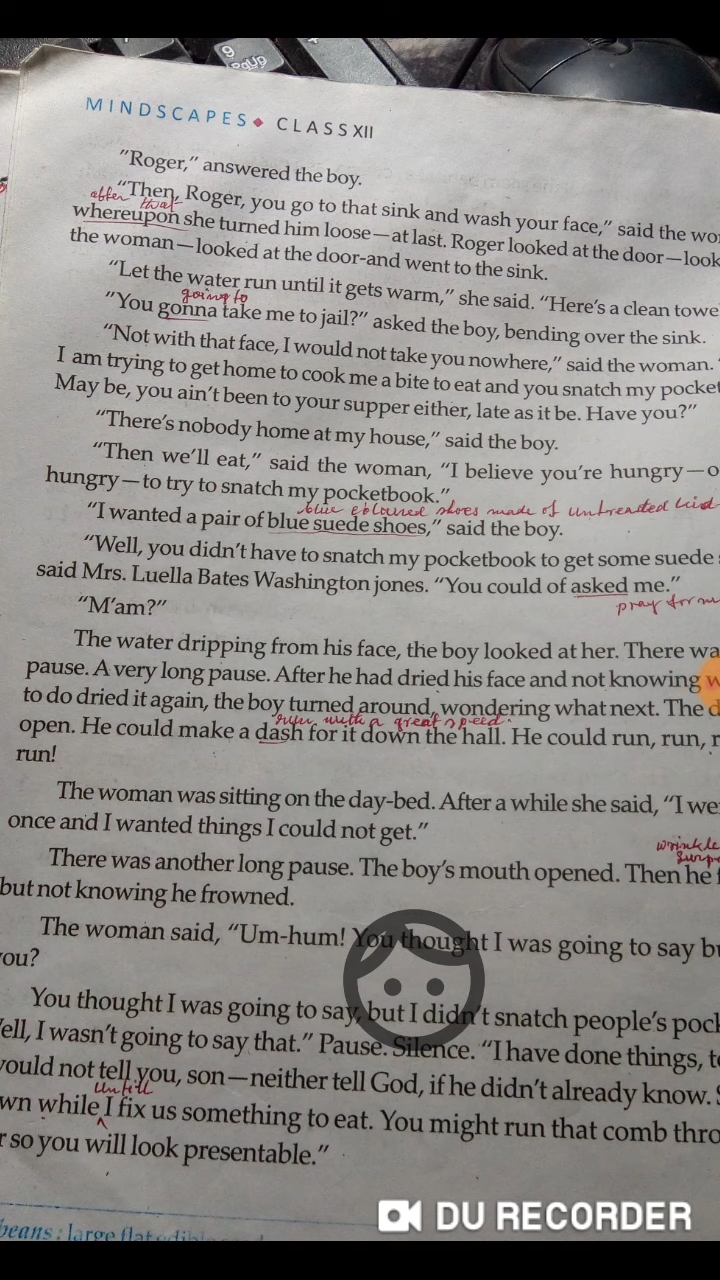 9
PgUp
MINDSCAPES ◆ CLASS XII
"Roger," answered the boy.
"Then, Roger, you go to that sink and wash your face," said the
after that
whereupon she turned him loose—at last. Roger looked at the door—
the woman—looked at the door-and went to the sink.
"Let the water run until it gets warm," she said. "Here's a clean
going to
"You gonna take me to jail?" asked the boy, bending over the sink.
"Not with that face, I would not take you nowhere," said the woman.
I am trying to get home to cook me a bite to eat and you snatch my
May be, you ain't been to your supper either, late as it be. Have you?"
"There's nobody home at my house," said the boy.
"Then we'll eat," said the woman, "I believe you're hungry—
hungry—to try to snatch my pocketbook."
blue coloured shoes made of untreated
"I wanted a pair of blue suede shoes," said the boy.
"Well, you didn't have to snatch my pocketbook to get some suede
said Mrs. Luella Bates Washington jones. "You could of asked me."
pray for
"M'am?"
The water dripping from his face, the boy looked at her. There
pause. A very long pause. After he had dried his face and not knowing
to do dried it again, the boy turned around, wondering what next. The
run with a great speed.
open. He could make a dash for it down the hall. He could run, run,
run!
The woman was sitting on the day-bed. After a while she said, "I
once and I wanted things I could not get."
wrinkle
There was another long pause. The boy's mouth opened. Then he
but not knowing he frowned.
The woman said, "Um-hum! You thought I was going to say
you?
You thought I was going to say, but I didn't snatch people's
Well, I wasn't going to say that." Pause. Silence. "I have done things,
would not tell you, son—neither tell God, if he didn't already know.
untill
while I fix us something to eat. You might run that comb
so you will look presentable."
beans : large flat
DU RECORDER